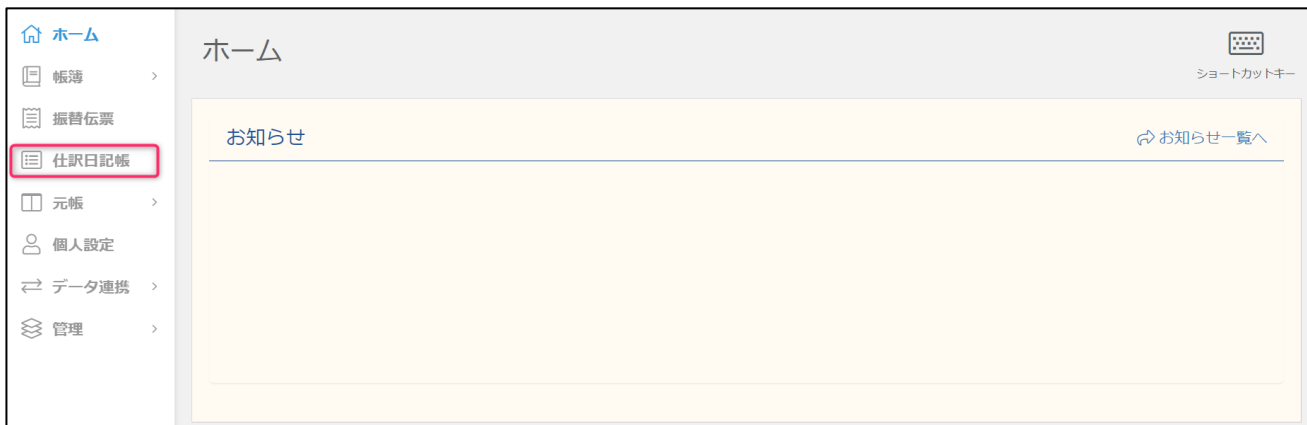 ホーム
帳簿
振替伝票
仕訳日記帳
元帳
個人設定
データ連携
管理
ホーム
ショートカットキー
お知らせ
お知らせ一覧へ